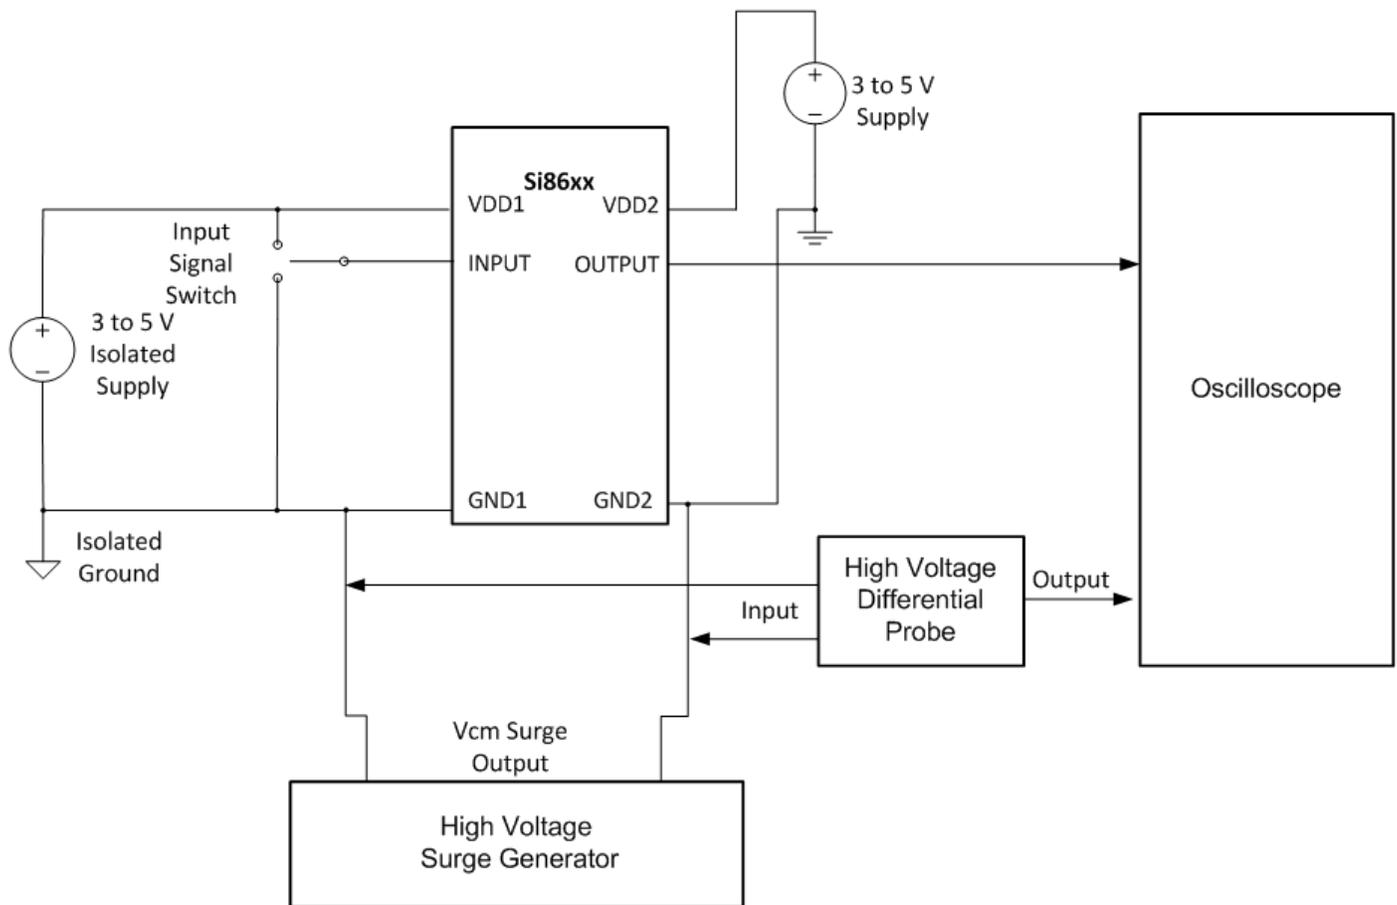 3 to 5 V
Supply
Si86xx
VDD1
VDD2
Input
Signal
Switch
INPUT
OUTPUT
3 to 5 V
Isolated
Supply
+
−
+
−
Oscilloscope
GND1
GND2
Isolated
Ground
High Voltage
Differential
Probe
Output
Input
Vcm Surge
Output
High Voltage
Surge Generator